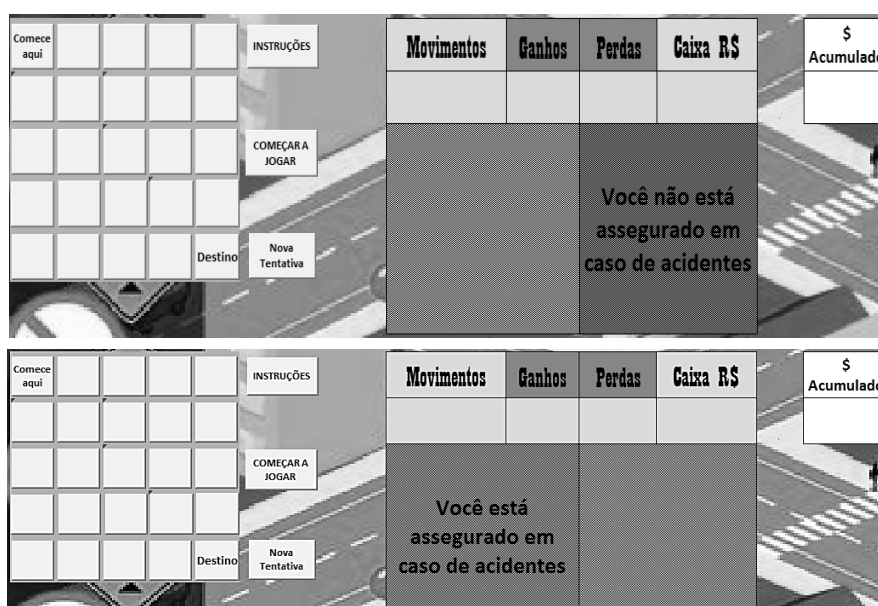 Comece
aqui
INSTRUÇÕES
Movimentos
Ganhos
Perdas
Caixa R$
$
Acumulado
COMEÇAR A
JOGAR
Você não está
assegurado em
caso de acidentes
Destino
Nova
Tentativa
Comece
aqui
INSTRUÇÕES
Movimentos
Ganhos
Perdas
Caixa R$
$
Acumulado
COMEÇAR A
JOGAR
Você está
assegurado em
caso de acidentes
Destino
Nova
Tentativa